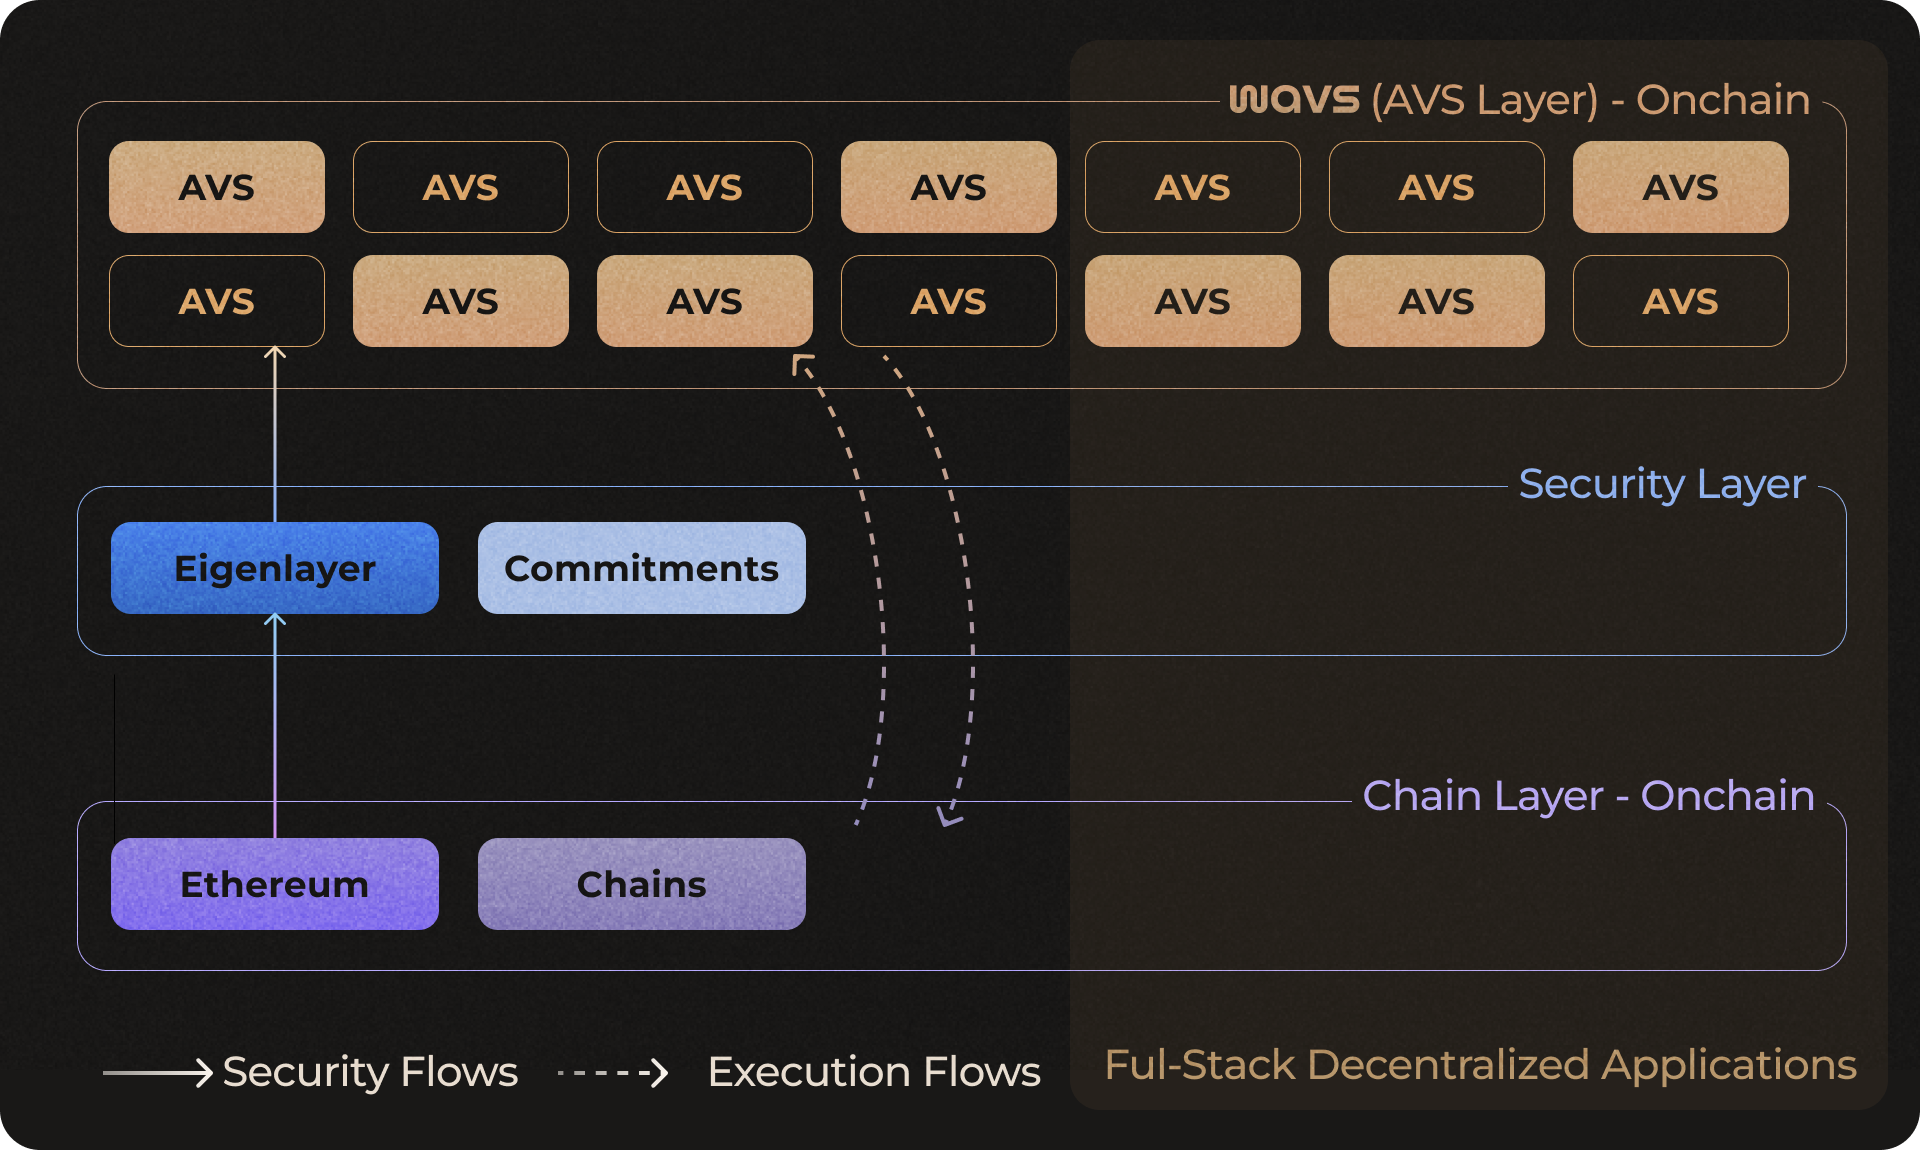 WAVS (AVS Layer) - Onchain
AVS AVS AVS AVS AVS AVS AVS
AVS AVS AVS AVS AVS AVS AVS
Security Layer
Eigenlayer Commitments
Chain Layer - Onchain
Ethereum Chains
Security Flows Execution Flows Ful-Stack Decentralized Applications